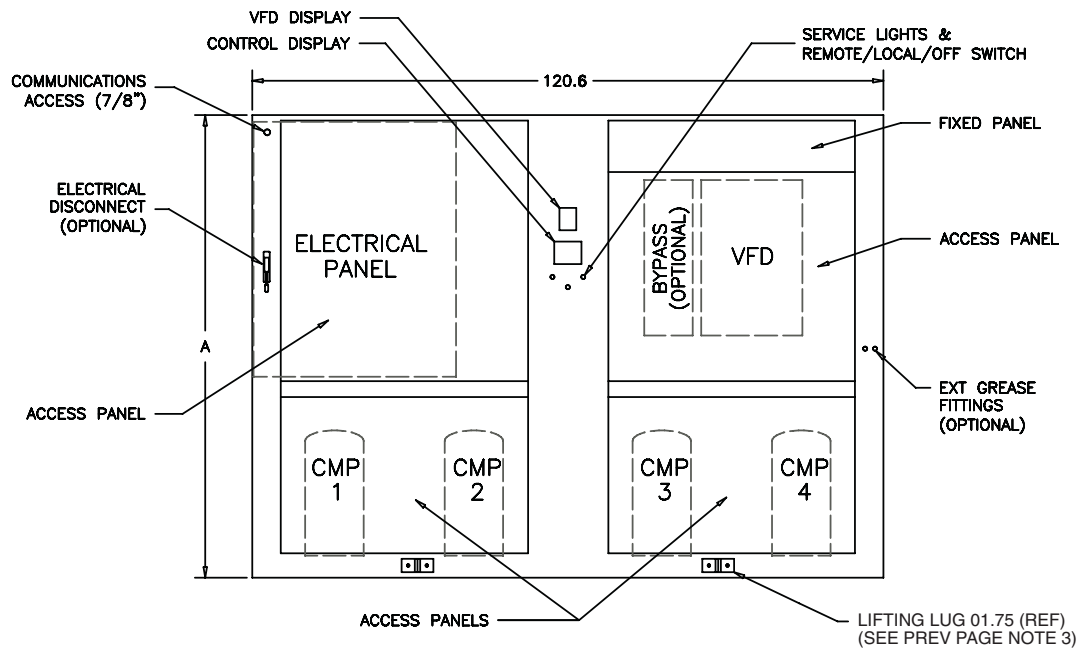 VFD DISPLAY
CONTROL DISPLAY
SERVICE LIGHTS &
REMOTE/LOCAL/OFF SWITCH
COMMUNICATIONS
ACCESS (7/8")
120.6
FIXED PANEL
ELECTRICAL
DISCONNECT
(OPTIONAL)
ELECTRICAL
PANEL
BYPASS
(OPTIONAL)
VFD
ACCESS PANEL
A
ACCESS PANEL
EXT GREASE
FITTINGS
(OPTIONAL)
CMP
1
CMP
2
CMP
3
CMP
4
ACCESS PANELS
LIFTING LUG 01.75 (REF)
(SEE PREV PAGE NOTE 3)